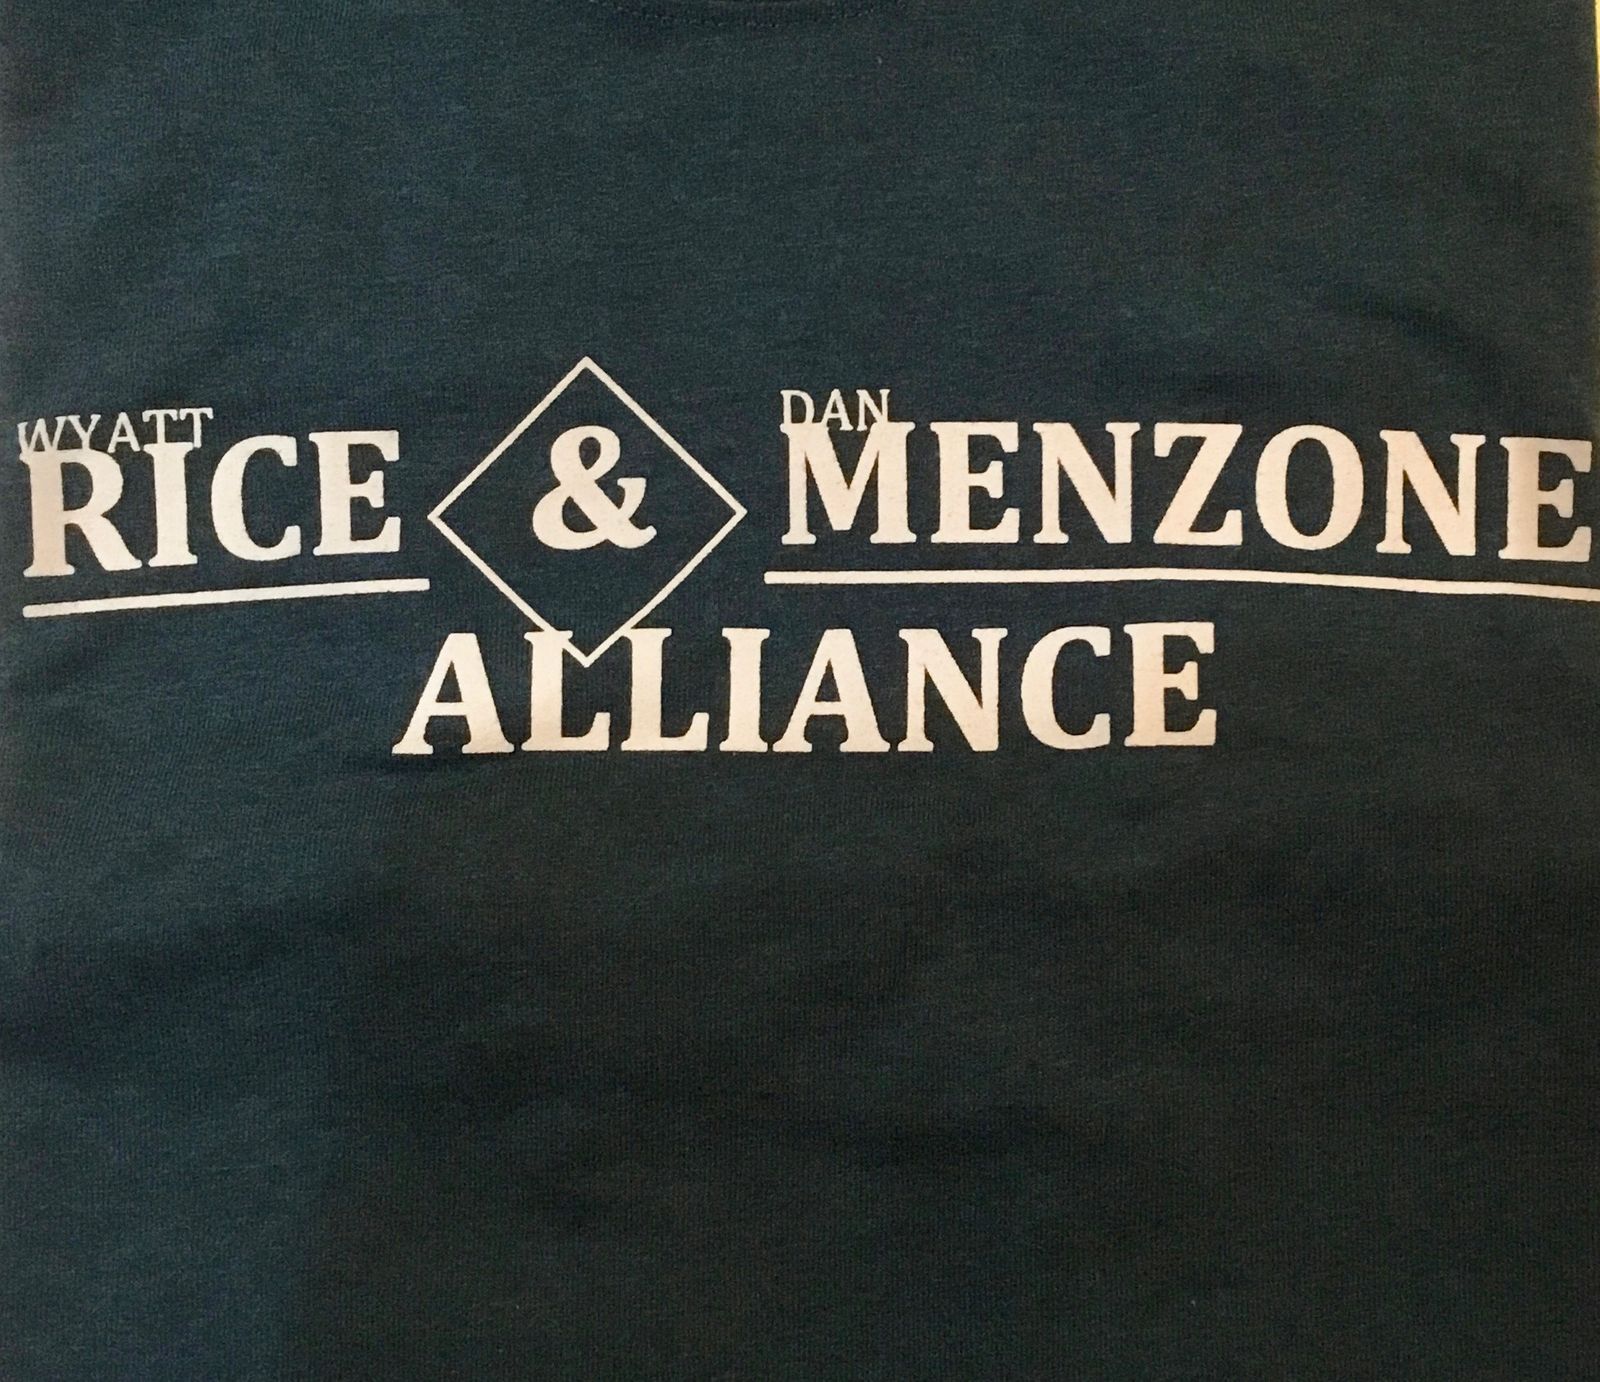 WYATT DAN
RICE & MENZONE
ALLIANCE